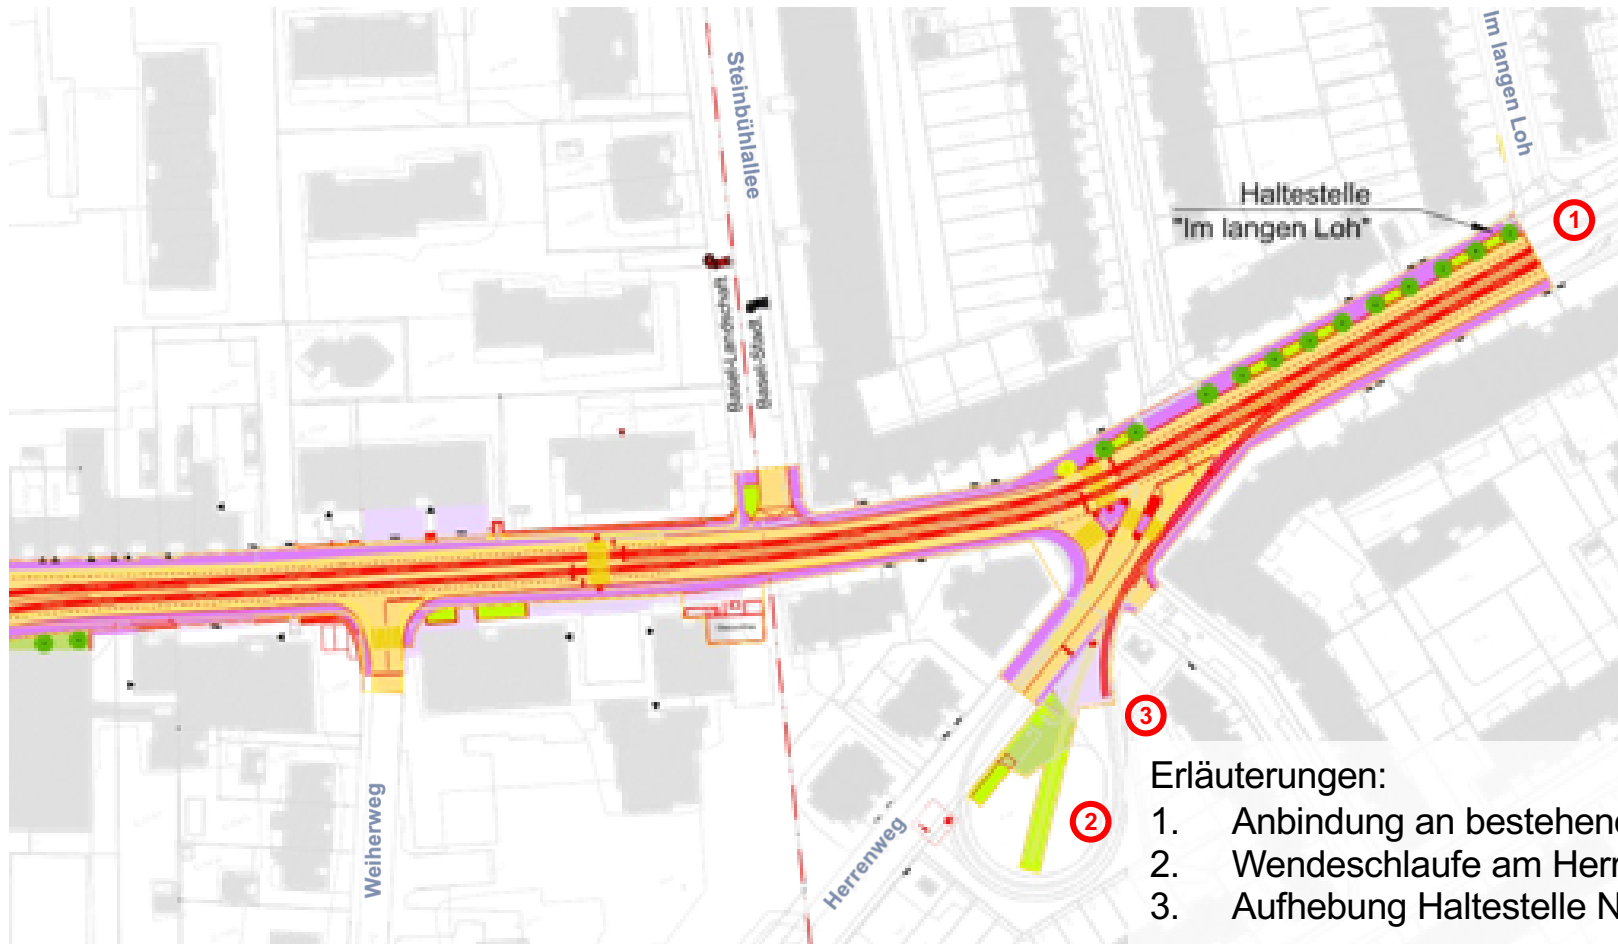 Im langen Loh
Steinbühlallee
Haltestelle
"Im langen Loh"
1
Basel-Landschaft
Basel-Stadt
3
2
Weiherweg
Herrenweg
Erläuterungen:
1. Anbindung an bestehend
2. Wendeschlaufe am Herr
3. Aufhebung Haltestelle N